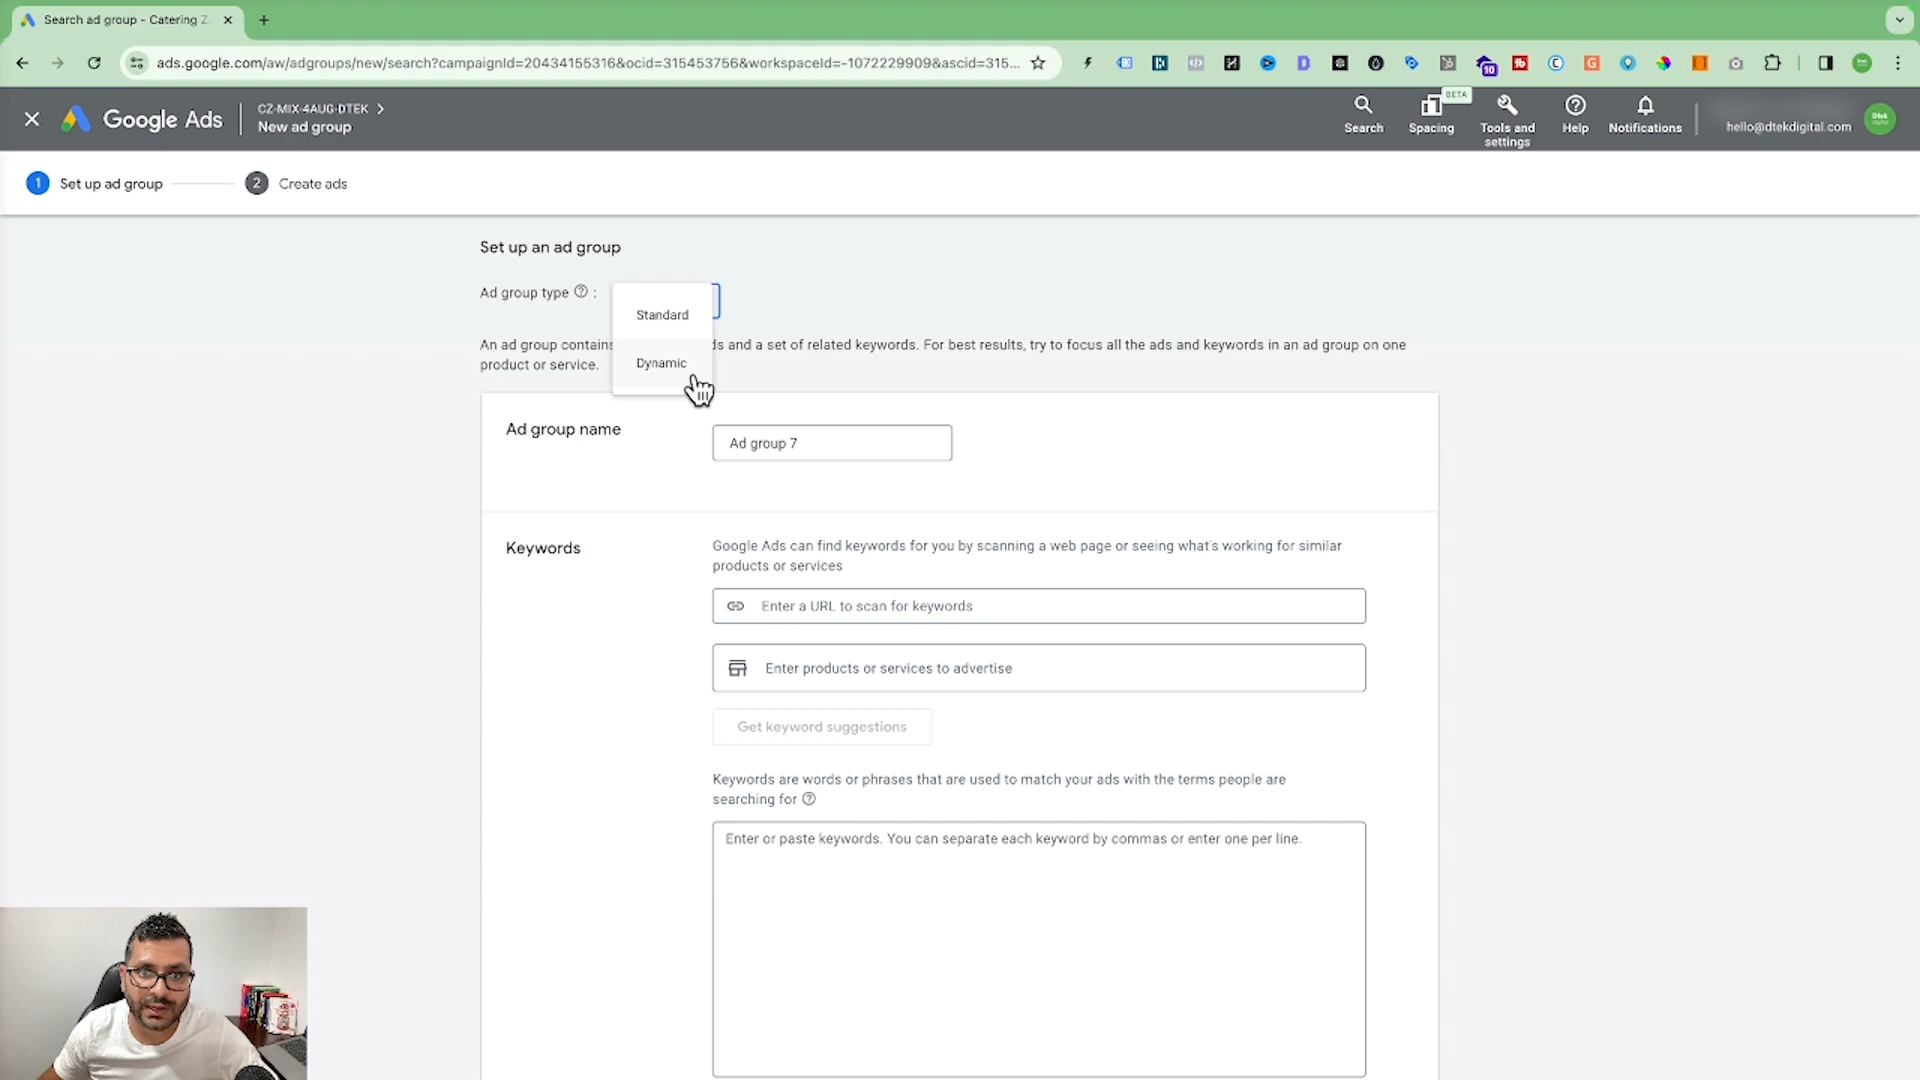 Search ad group - Catering Z
ads.google.com/aw/adgroups/new/search?campaignId=20434155316&ocid=315453756&workspaceId=-1072229909&ascid=315...
10
Google Ads
CZ-MIX-4AUG-DTEK
New ad group
Search
BETA
Spacing
Tools and
settings
Help
Notifications
hello@dtekdigital.com
Dtek
1 Set up ad group
2 Create ads
Set up an ad group
Ad group type :
Standard
Dynamic
An ad group contains ds and a set of related keywords. For best results, try to focus all the ads and keywords in an ad group on one
product or service.
Ad group name
Ad group 7
Keywords
Google Ads can find keywords for you by scanning a web page or seeing what's working for similar
products or services
Enter a URL to scan for keywords
Enter products or services to advertise
Get keyword suggestions
Keywords are words or phrases that are used to match your ads with the terms people are
searching for
Enter or paste keywords. You can separate each keyword by commas or enter one per line.